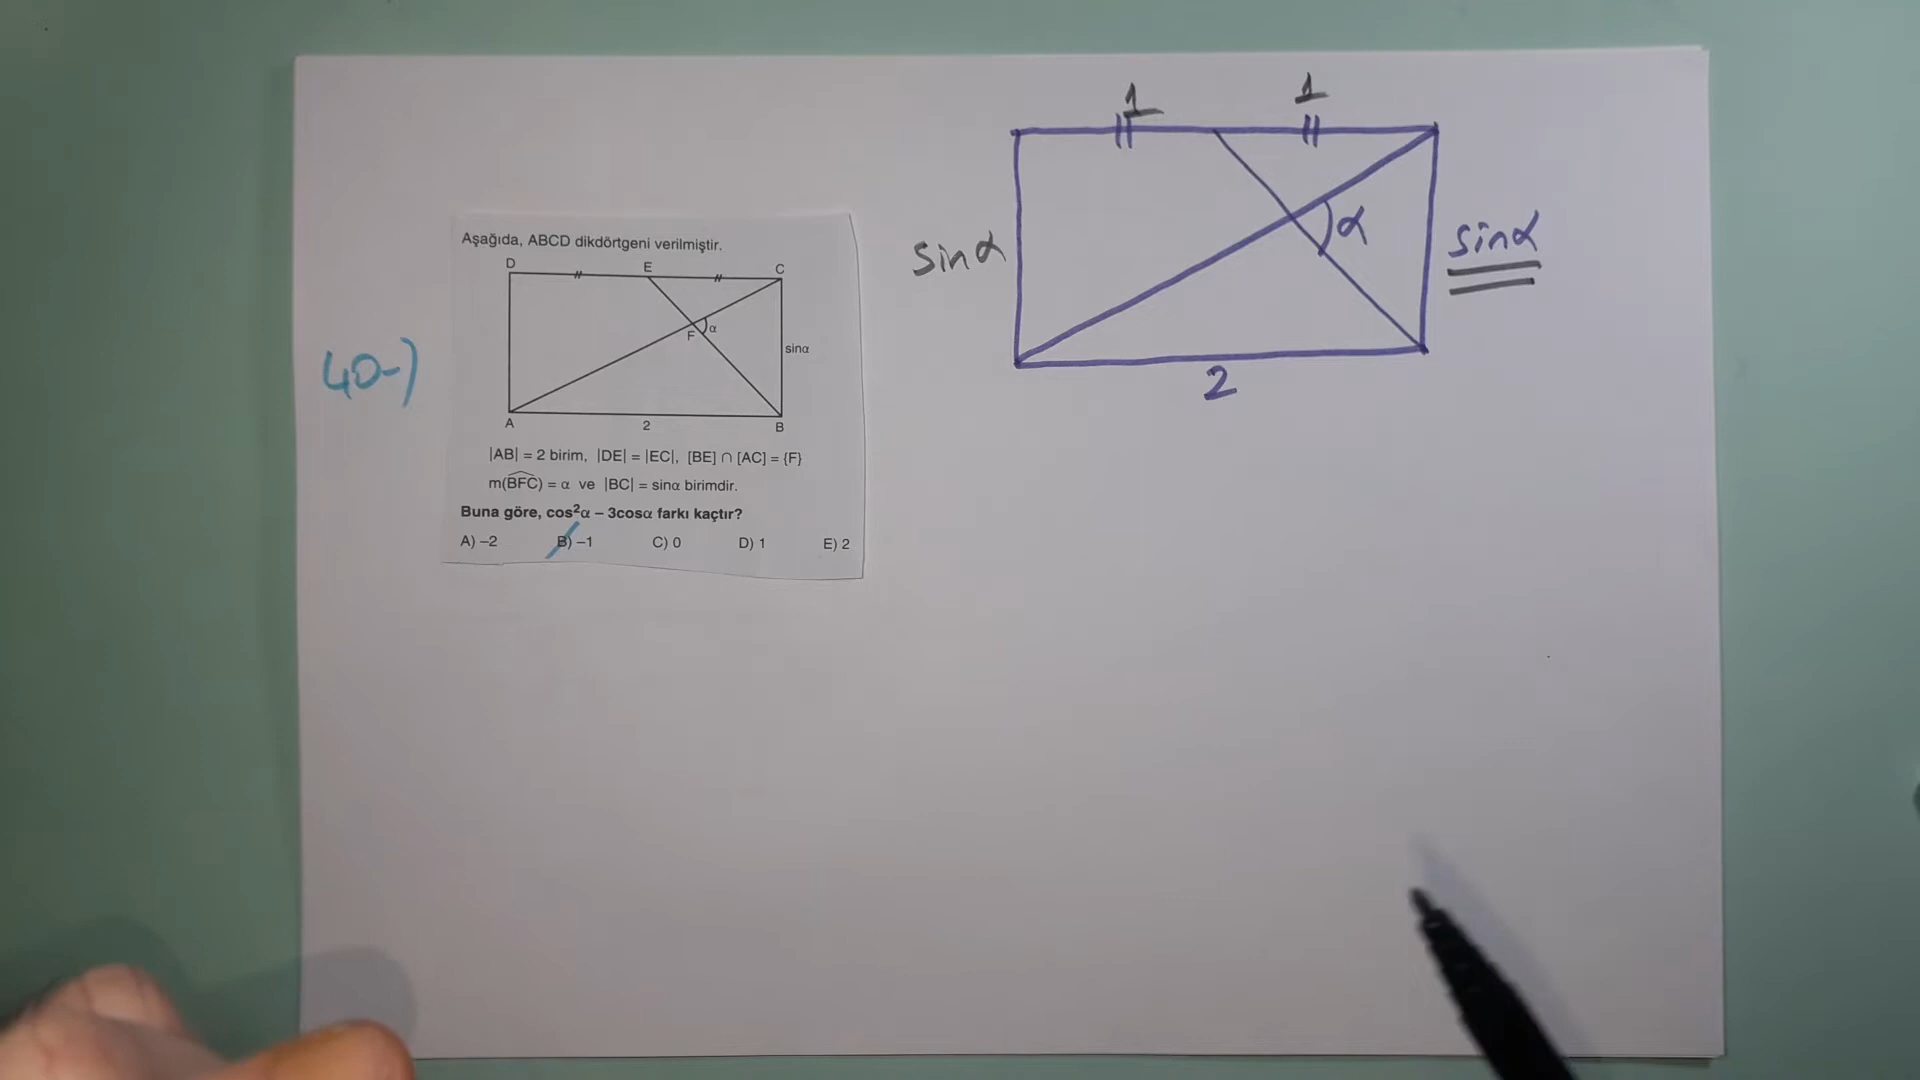 40-)
Aşağıda, ABCD dikdörtgeni verilmiştir.
D E C
F α
sinα
A 2 B
|AB| = 2 birim, |DE| = |EC|, [BE] ∩ [AC] = {F}
m(BFC) = α ve |BC| = sinα birimdir.
Buna göre, cos²α – 3cosα farkı kaçtır?
A) –2 B) –1 C) 0 D) 1 E) 2
1 1
sinα α sinα
2